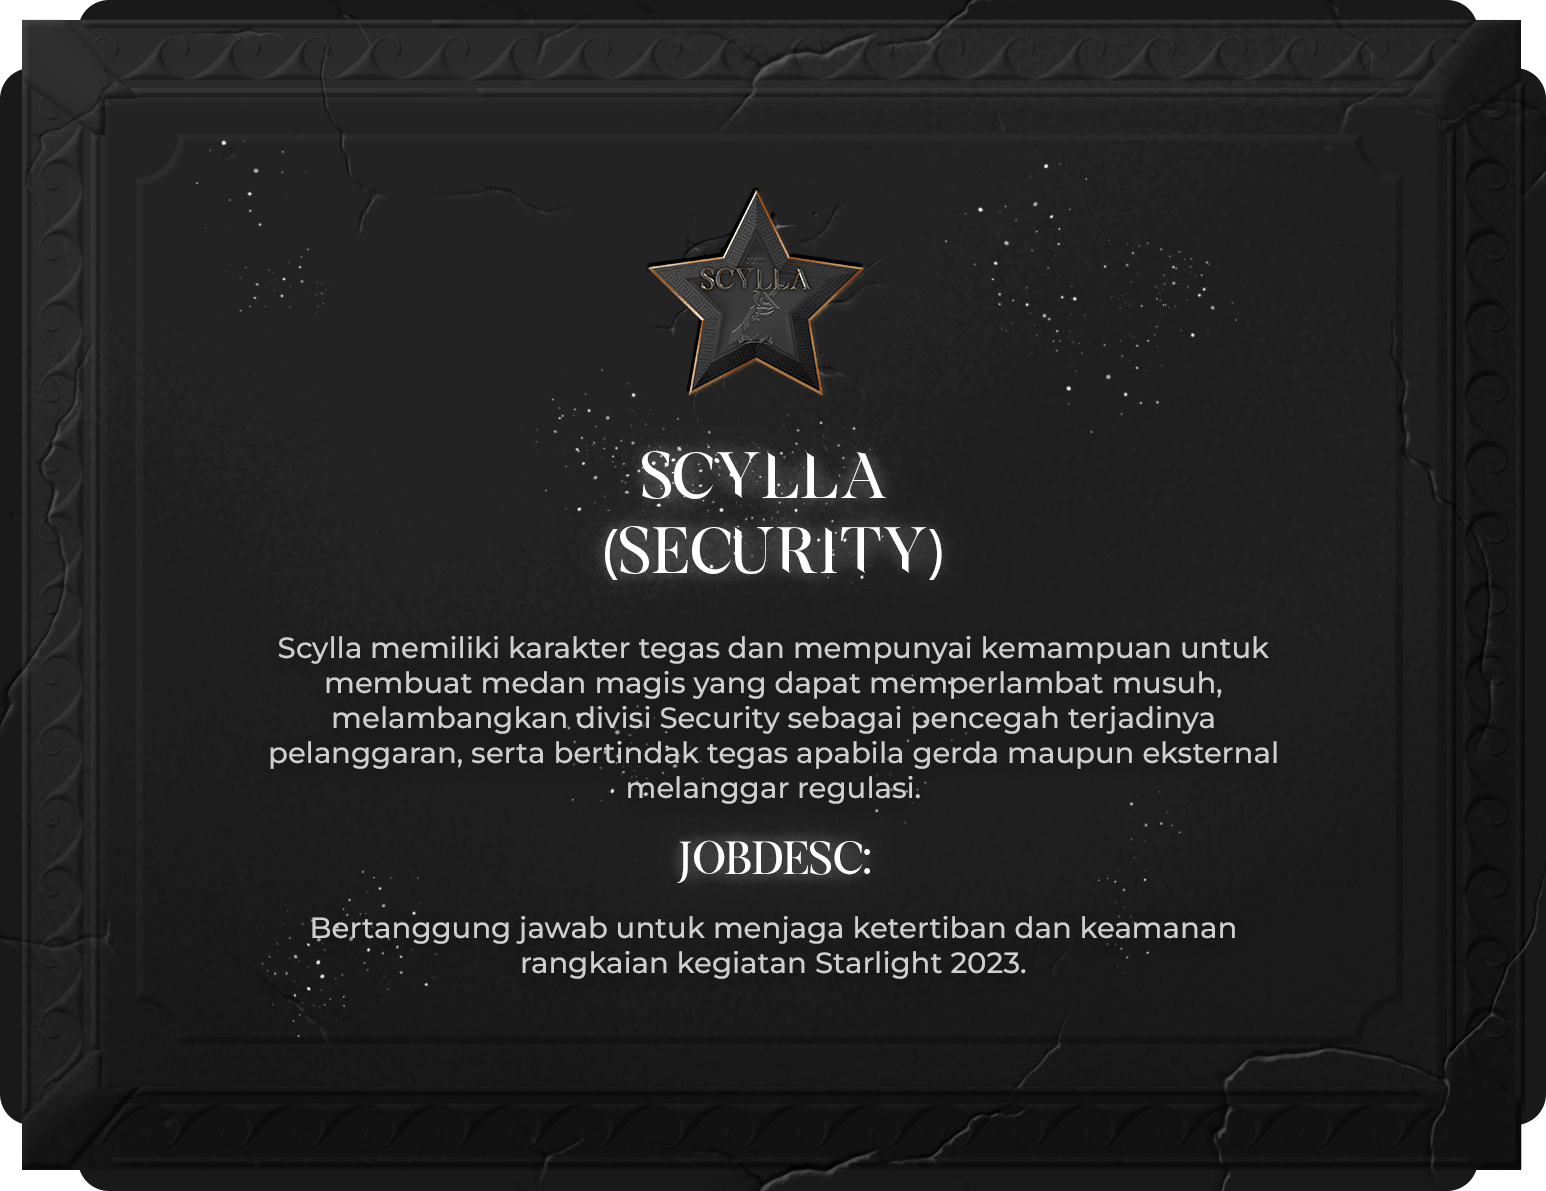 SCYLLA
SCYLLA
(SECURITY)
Scylla memiliki karakter tegas dan mempunyai kemampuan untuk
membuat medan magis yang dapat memperlambat musuh,
melambangkan divisi Security sebagai pencegah terjadinya
pelanggaran, serta bertindak tegas apabila gerda maupun eksternal
melanggar regulasi.
JOBDESC:
Bertanggung jawab untuk menjaga ketertiban dan keamanan
rangkaian kegiatan Starlight 2023.